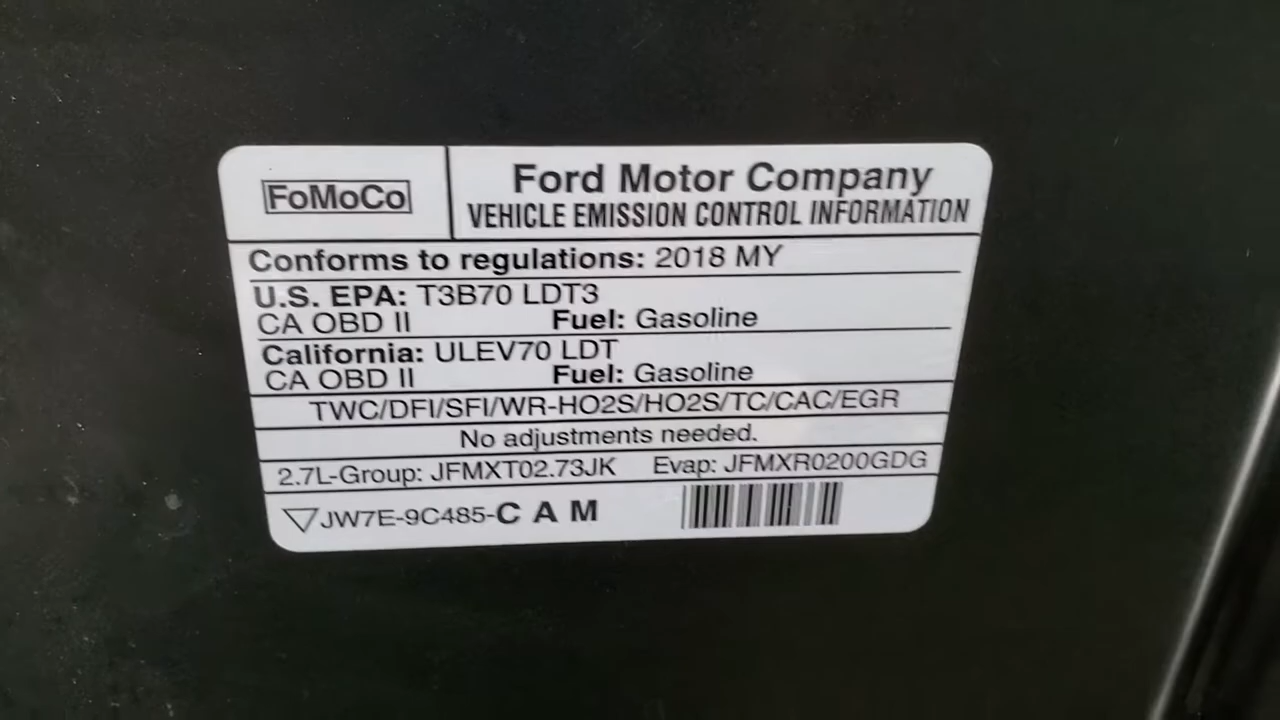 FoMoCo
Ford Motor Company
VEHICLE EMISSION CONTROL INFORMATION
Conforms to regulations: 2018 MY
U.S. EPA: T3B70 LDT3
CA OBD II Fuel: Gasoline
California: ULEV70 LDT
CA OBD II Fuel: Gasoline
TWC/DFI/SFI/WR-HO2S/HO2S/TC/CAC/EGR
No adjustments needed.
2.7L-Group: JFMXT02.73JK Evap: JFMXR0200GDG
JW7E-9C485-C A M